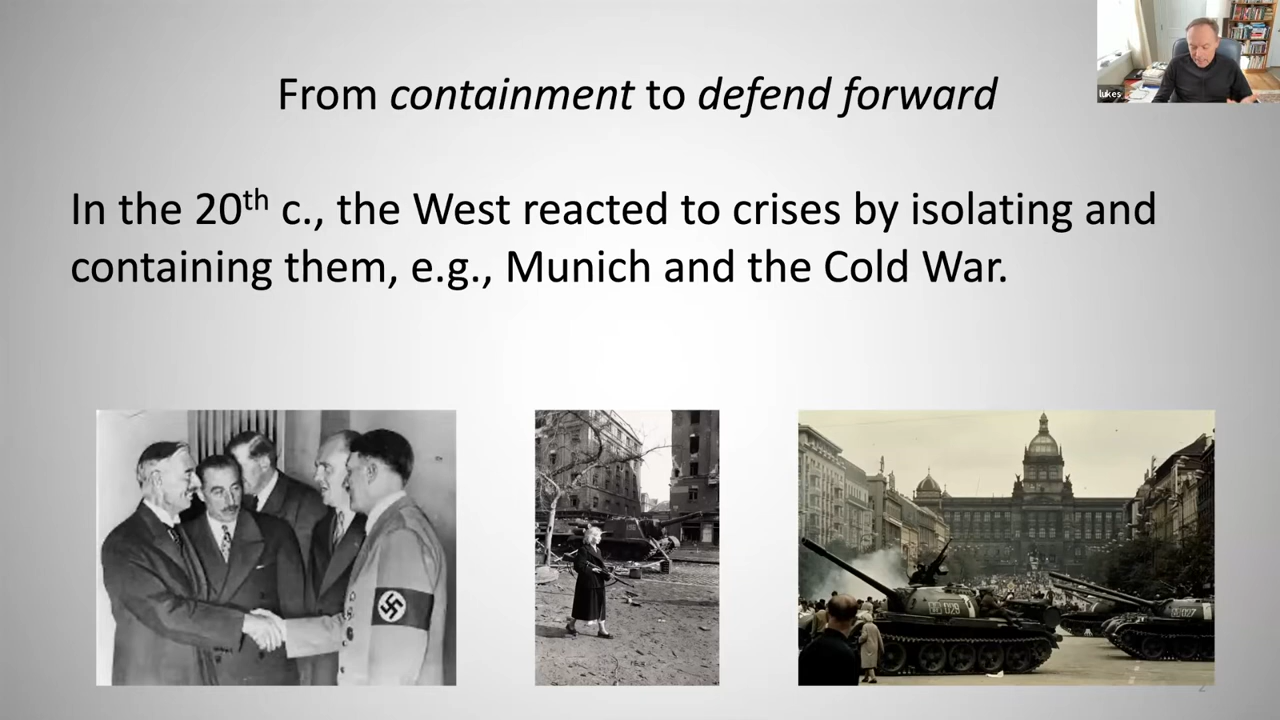 From containment to defend forward
lukes
In the 20th c., the West reacted to crises by isolating and
containing them, e.g., Munich and the Cold War.
2